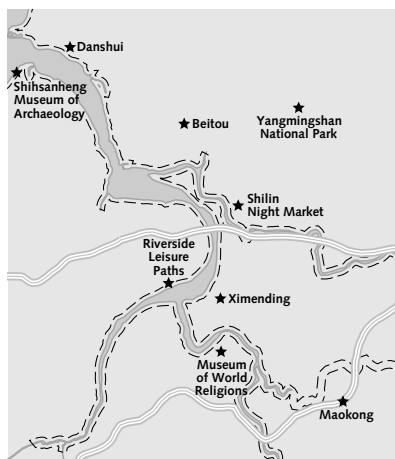 Danshui
Shihsanheng
Museum of
Archaeology
Beitou
Yangmingshan
National Park
Shilin
Night Market
Riverside
Leisure
Paths
Ximending
Museum
of World
Religions
Maokong